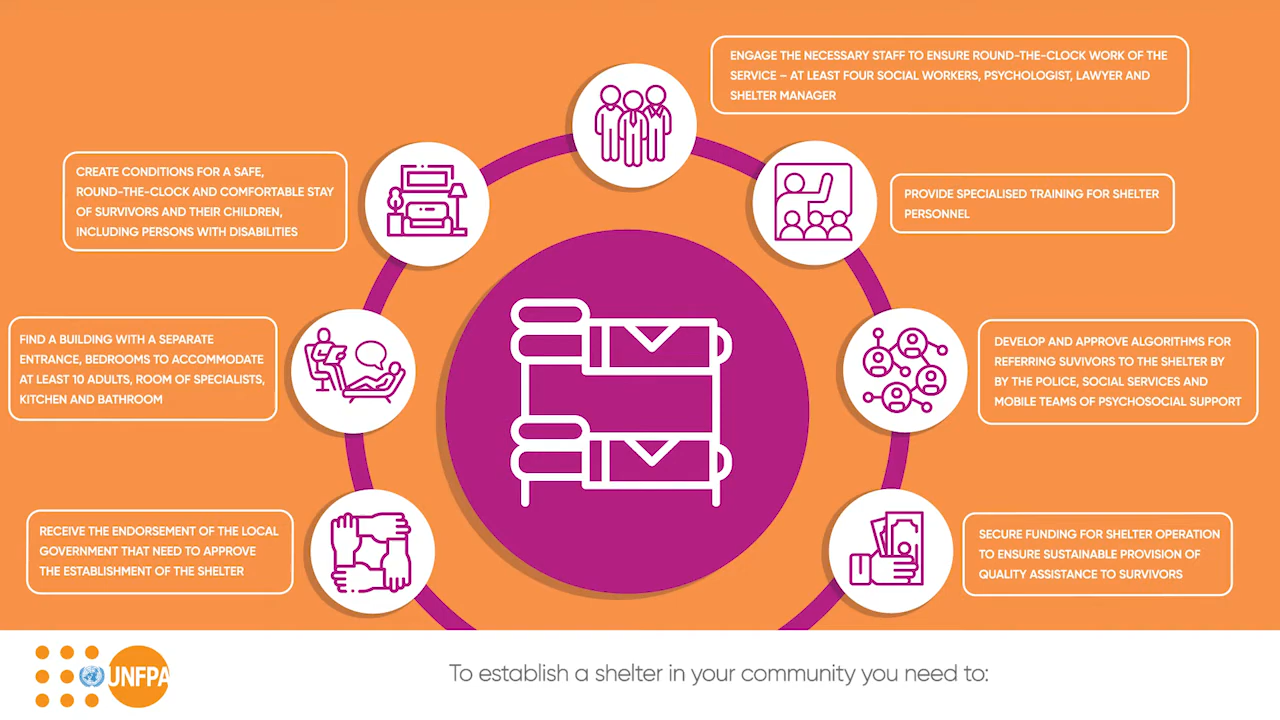 ENGAGE THE NECESSARY STAFF TO ENSURE ROUND-THE-CLOCK WORK OF THE
SERVICE – AT LEAST FOUR SOCIAL WORKERS, PSYCHOLOGIST, LAWYER AND
SHELTER MANAGER
CREATE CONDITIONS FOR A SAFE,
ROUND-THE-CLOCK AND COMFORTABLE STAY
OF SURVIVORS AND THEIR CHILDREN,
INCLUDING PERSONS WITH DISABILITIES
PROVIDE SPECIALISED TRAINING FOR SHELTER
PERSONNEL
FIND A BUILDING WITH A SEPARATE
ENTRANCE, BEDROOMS TO ACCOMMODATE
AT LEAST 10 ADULTS, ROOM OF SPECIALISTS,
KITCHEN AND BATHROOM
DEVELOP AND APPROVE ALGORITHMS FOR
REFERRING SUVIVORS TO THE SHELTER BY
BY THE POLICE, SOCIAL SERVICES AND
MOBILE TEAMS OF PSYCHOSOCIAL SUPPORT
RECEIVE THE ENDORSEMENT OF THE LOCAL
GOVERNMENT THAT NEED TO APPROVE
THE ESTABLISHMENT OF THE SHELTER
SECURE FUNDING FOR SHELTER OPERATION
TO ENSURE SUSTAINABLE PROVISION OF
QUALITY ASSISTANCE TO SURVIVORS
UNFPA
To establish a shelter in your community you need to: